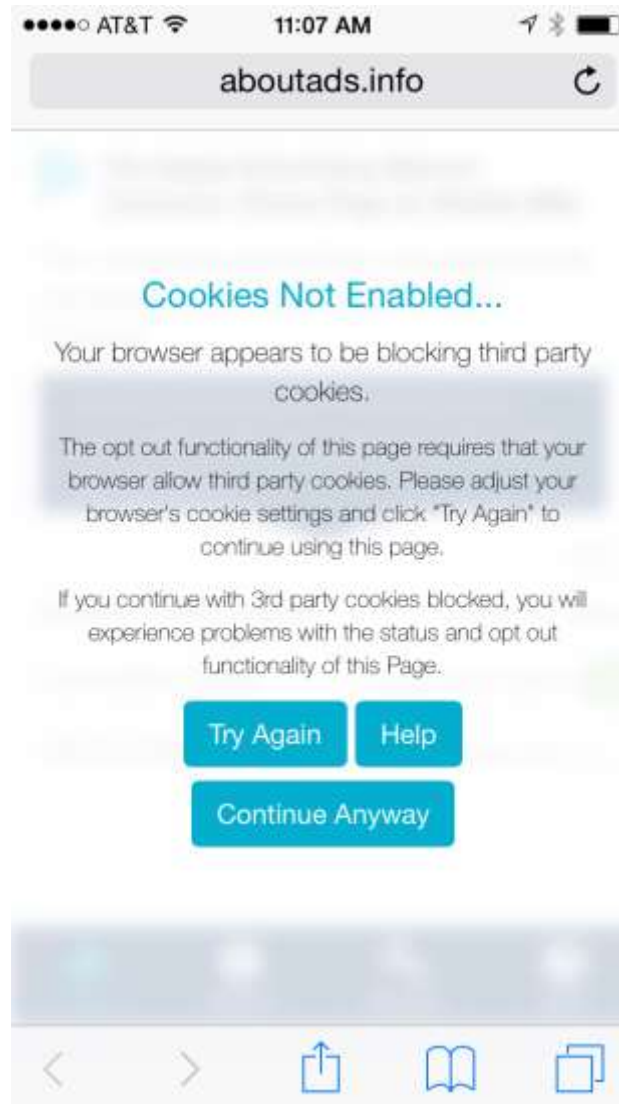 AT&T 11:07 AM
aboutads.info
Cookies Not Enabled...
Your browser appears to be blocking third party
cookies.
The opt out functionality of this page requires that your
browser allow third party cookies. Please adjust your
browser's cookie settings and click "Try Again" to
continue using this page.
If you continue with 3rd party cookies blocked, you will
experience problems with the status and opt out
functionality of this Page.
Try Again Help
Continue Anyway